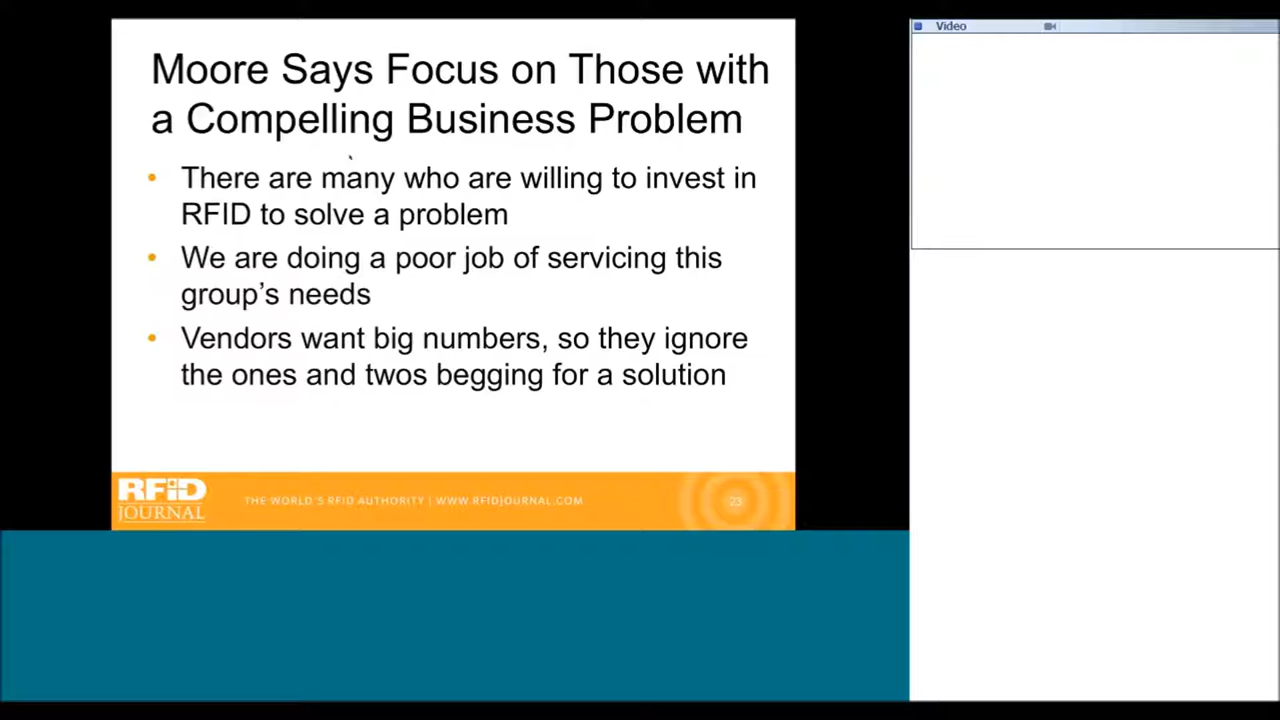 Video
Moore Says Focus on Those with
a Compelling Business Problem
• There are many who are willing to invest in
RFID to solve a problem
• We are doing a poor job of servicing this
group's needs
• Vendors want big numbers, so they ignore
the ones and twos begging for a solution
RFID
JOURNAL
THE WORLD'S RFID AUTHORITY | WWW.RFIDJOURNAL.COM
23